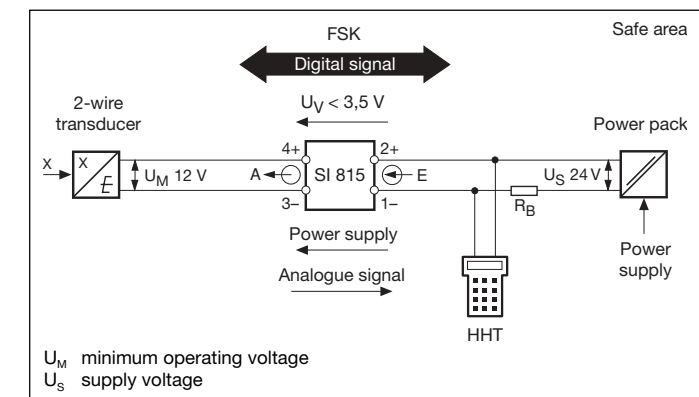 FSK
Safe area
Digital signal
U_V < 3,5 V
2-wire
transducer
Power pack
4+
2+
x
X
E
U_M 12 V
A
SI 815
E
U_S 24 V
3–
1–
R_B
Power supply
Power
supply
Analogue signal
HHT
U_M minimum operating voltage
U_S supply voltage